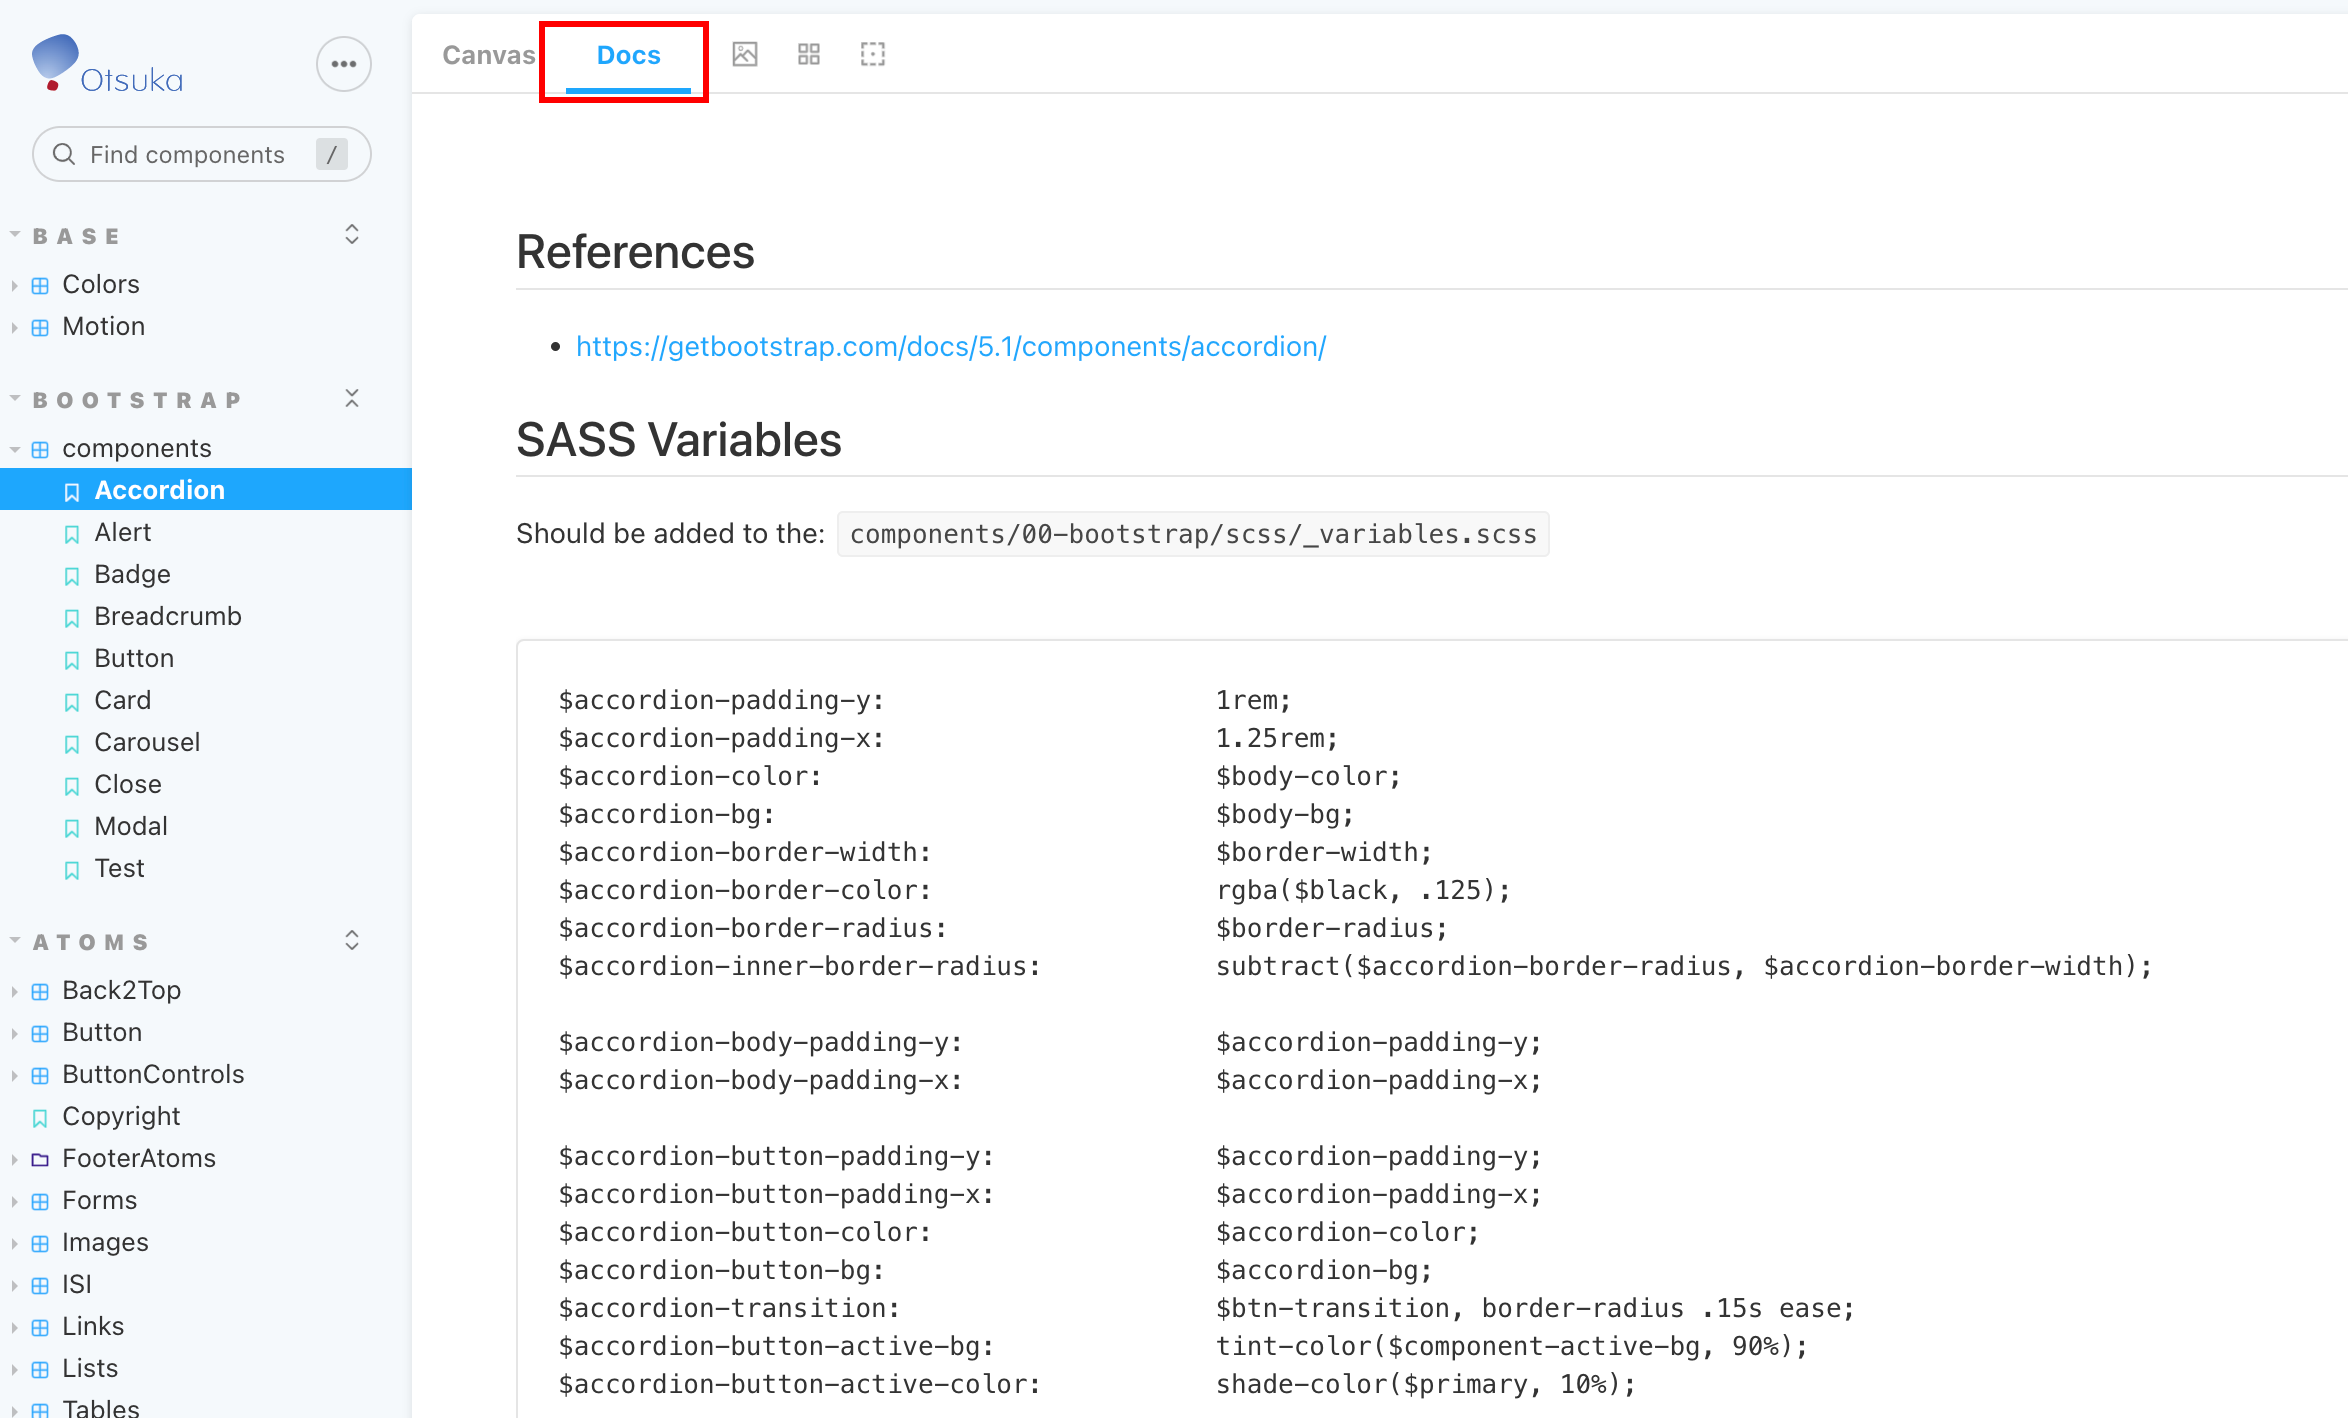 Otsuka
Find components /
BASE
Colors
Motion
BOOTSTRAP
components
Accordion
Alert
Badge
Breadcrumb
Button
Card
Carousel
Close
Modal
Test
ATOMS
Back2Top
Button
ButtonControls
Copyright
FooterAtoms
Forms
Images
ISI
Links
Lists
Tables
Canvas Docs
References
• https://getbootstrap.com/docs/5.1/components/accordion/
SASS Variables
Should be added to the: components/00-bootstrap/scss/_variables.scss
$accordion-padding-y: 1rem;
$accordion-padding-x: 1.25rem;
$accordion-color: $body-color;
$accordion-bg: $body-bg;
$accordion-border-width: $border-width;
$accordion-border-color: rgba($black, .125);
$accordion-border-radius: $border-radius;
$accordion-inner-border-radius: subtract($accordion-border-radius, $accordion-border-width);
$accordion-body-padding-y: $accordion-padding-y;
$accordion-body-padding-x: $accordion-padding-x;
$accordion-button-padding-y: $accordion-padding-y;
$accordion-button-padding-x: $accordion-padding-x;
$accordion-button-color: $accordion-color;
$accordion-button-bg: $accordion-bg;
$accordion-transition: $btn-transition, border-radius .15s ease;
$accordion-button-active-bg: tint-color($component-active-bg, 90%);
$accordion-button-active-color: shade-color($primary, 10%);